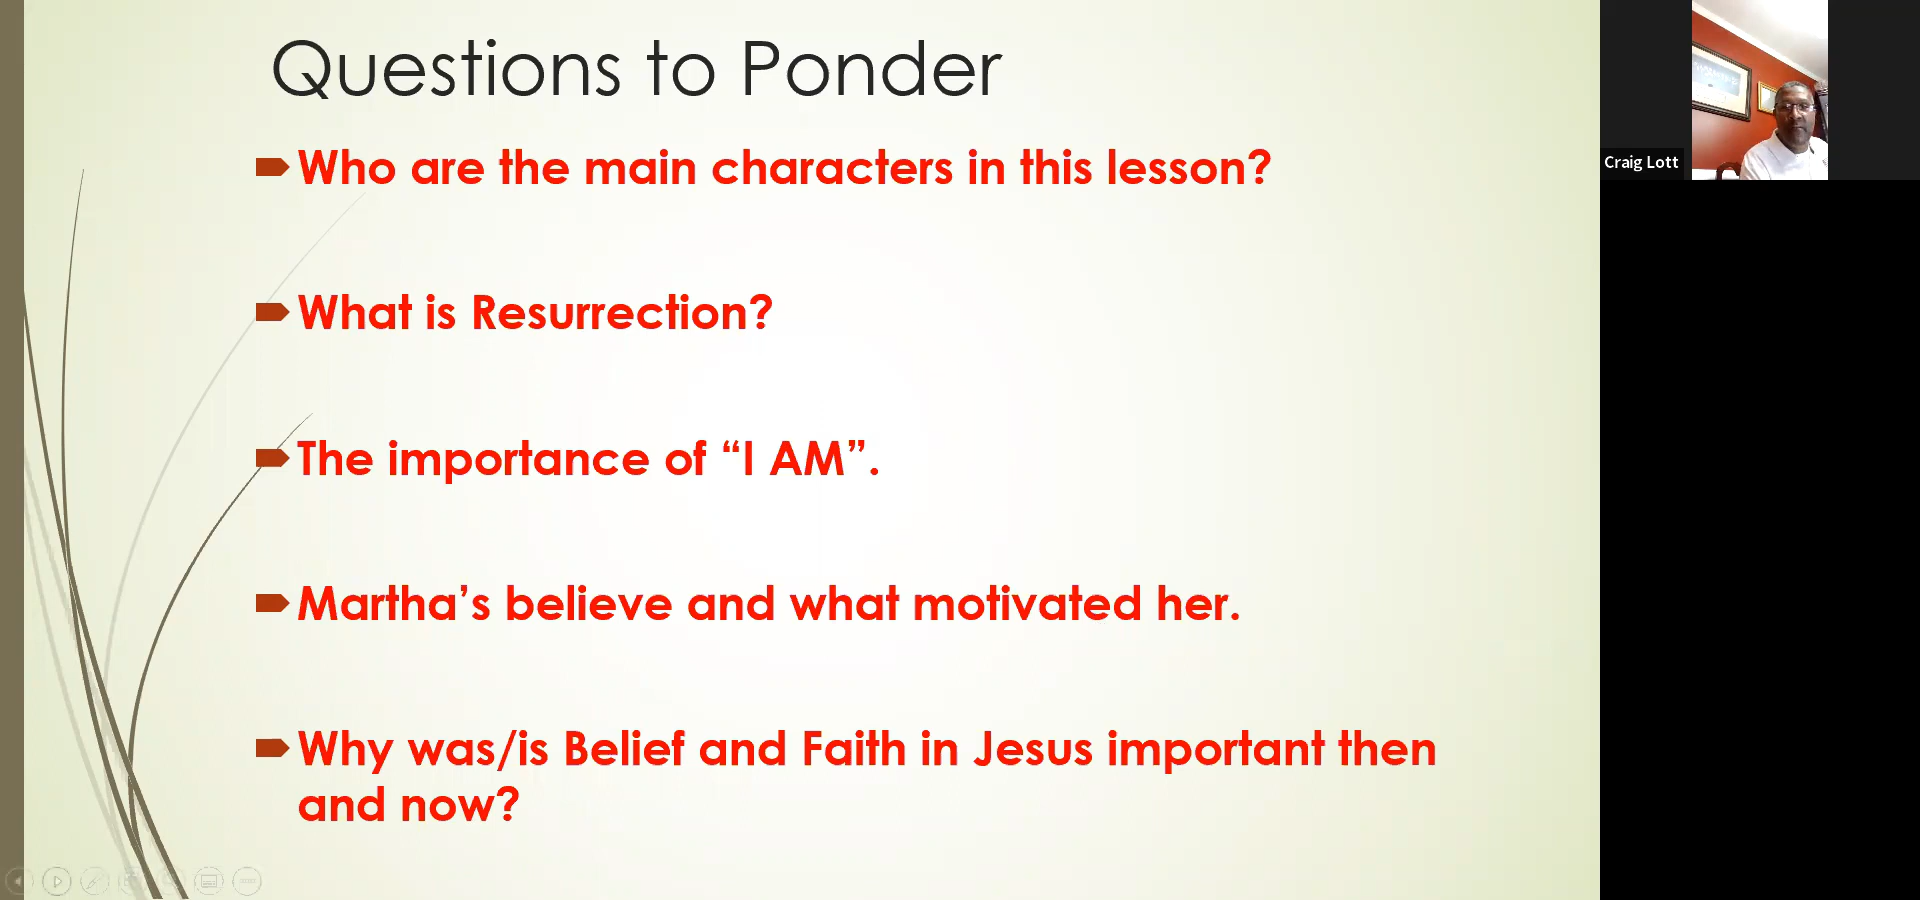 Questions to Ponder
Who are the main characters in this lesson?
What is Resurrection?
The importance of “I AM”.
Martha’s believe and what motivated her.
Why was/is Belief and Faith in Jesus important then
and now?
Craig Lott